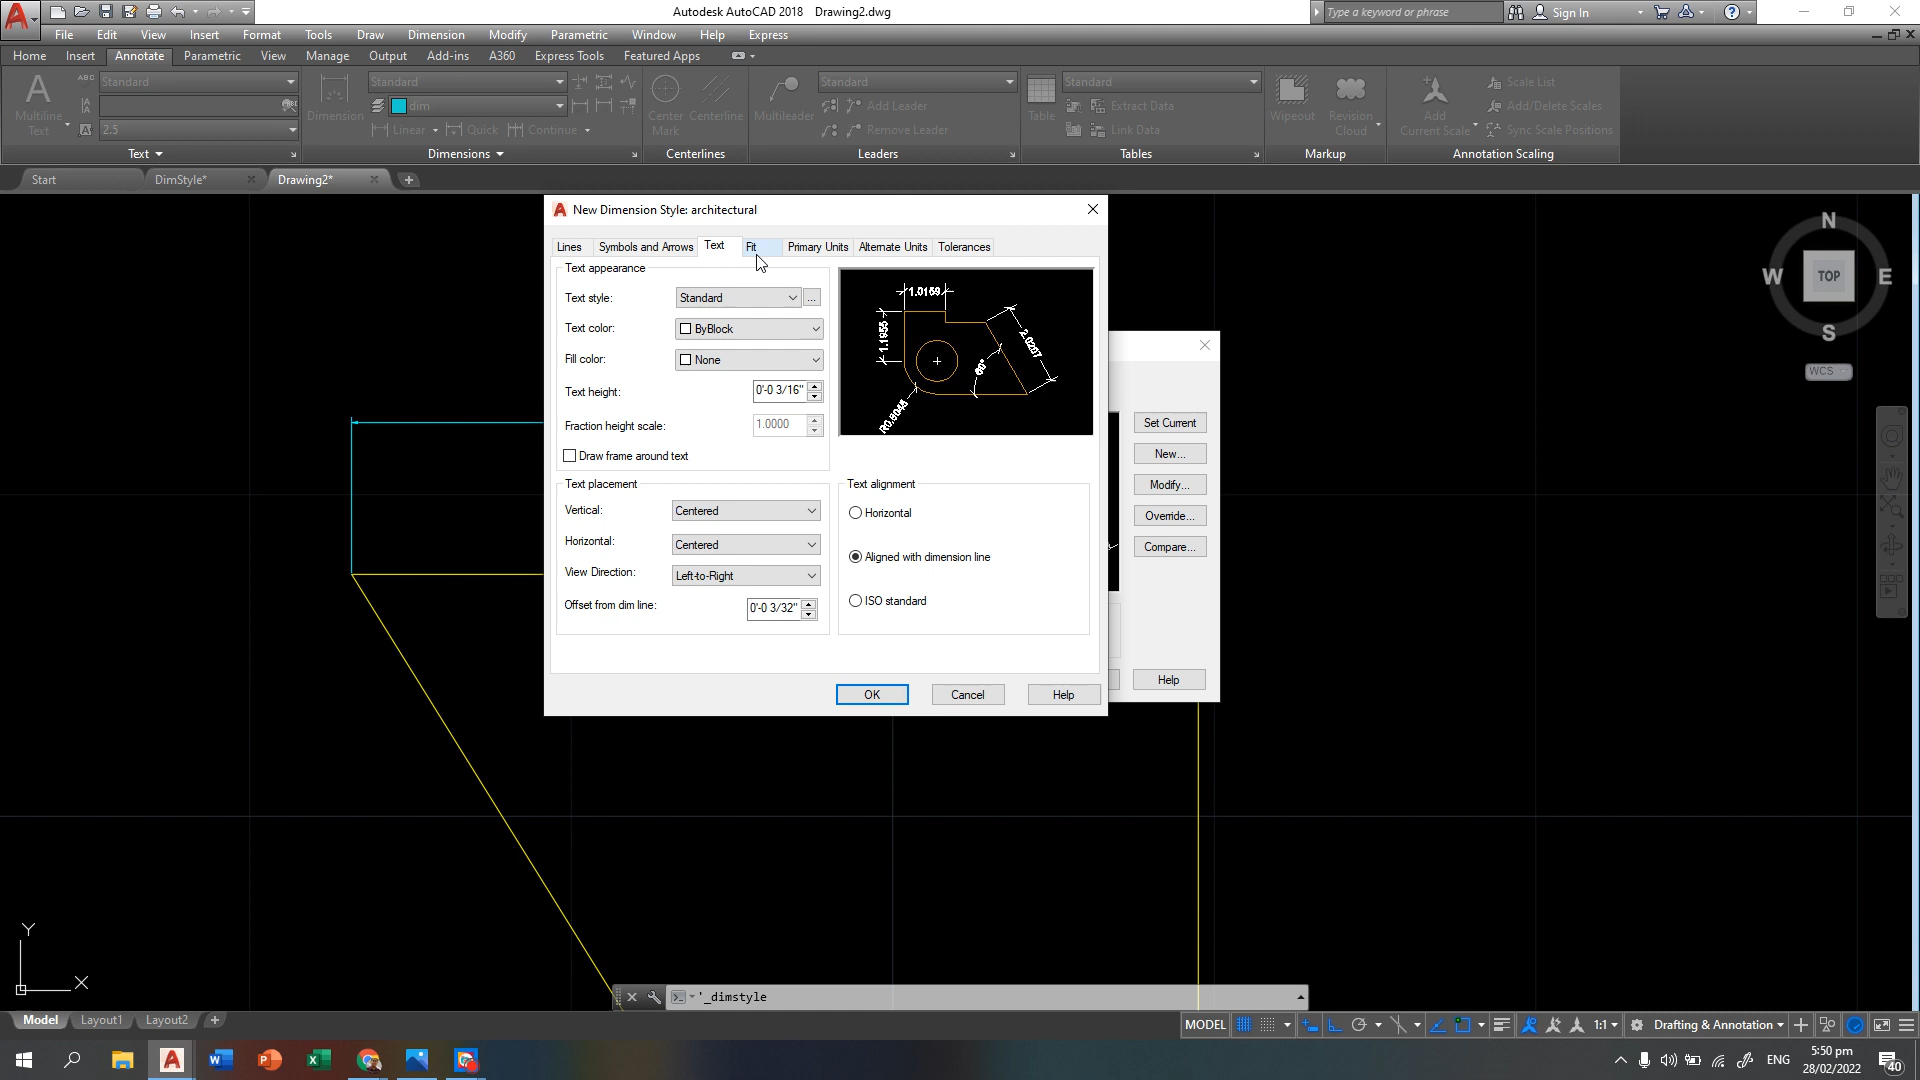 Autodesk AutoCAD 2018 Drawing2.dwg
Type a keyword or phrase
Sign In
File Edit View Insert Format Tools Draw Dimension Modify Parametric Window Help Express
Home Insert Annotate Parametric View Manage Output Add-ins A360 Express Tools Featured Apps
ABC Standard
Standard
Standard
Standard
Scale List
Multiline Text
Dimension
dim
Center Mark
Centerline
Multileader
Add Leader
Table
Extract Data
Wipeout
Revision Cloud
Add Current Scale
Add/Delete Scales
2.5
Linear
Quick
Continue
Remove Leader
Link Data
Sync Scale Positions
Text
Dimensions
Centerlines
Leaders
Tables
Markup
Annotation Scaling
Start
DimStyle*
Drawing2*
New Dimension Style: architectural
Lines Symbols and Arrows Text Fit Primary Units Alternate Units Tolerances
Text appearance
Text style: Standard ...
Text color: ByBlock
Fill color: None
Text height: 0'-0 3/16"
Fraction height scale: 1.0000
Draw frame around text
1.0159
1.1955
2.0207
60°
R0.8045
Text placement
Vertical: Centered
Horizontal: Centered
View Direction: Left-to-Right
Offset from dim line: 0'-0 3/32"
Text alignment
Horizontal
Aligned with dimension line
ISO standard
OK Cancel Help
Set Current
New...
Modify...
Override...
Compare...
Help
N
W TOP E
S
WCS
Y
X
'_dimstyle
Model Layout1 Layout2
MODEL
1:1
Drafting & Annotation
ENG
5:50 pm
28/02/2022
40